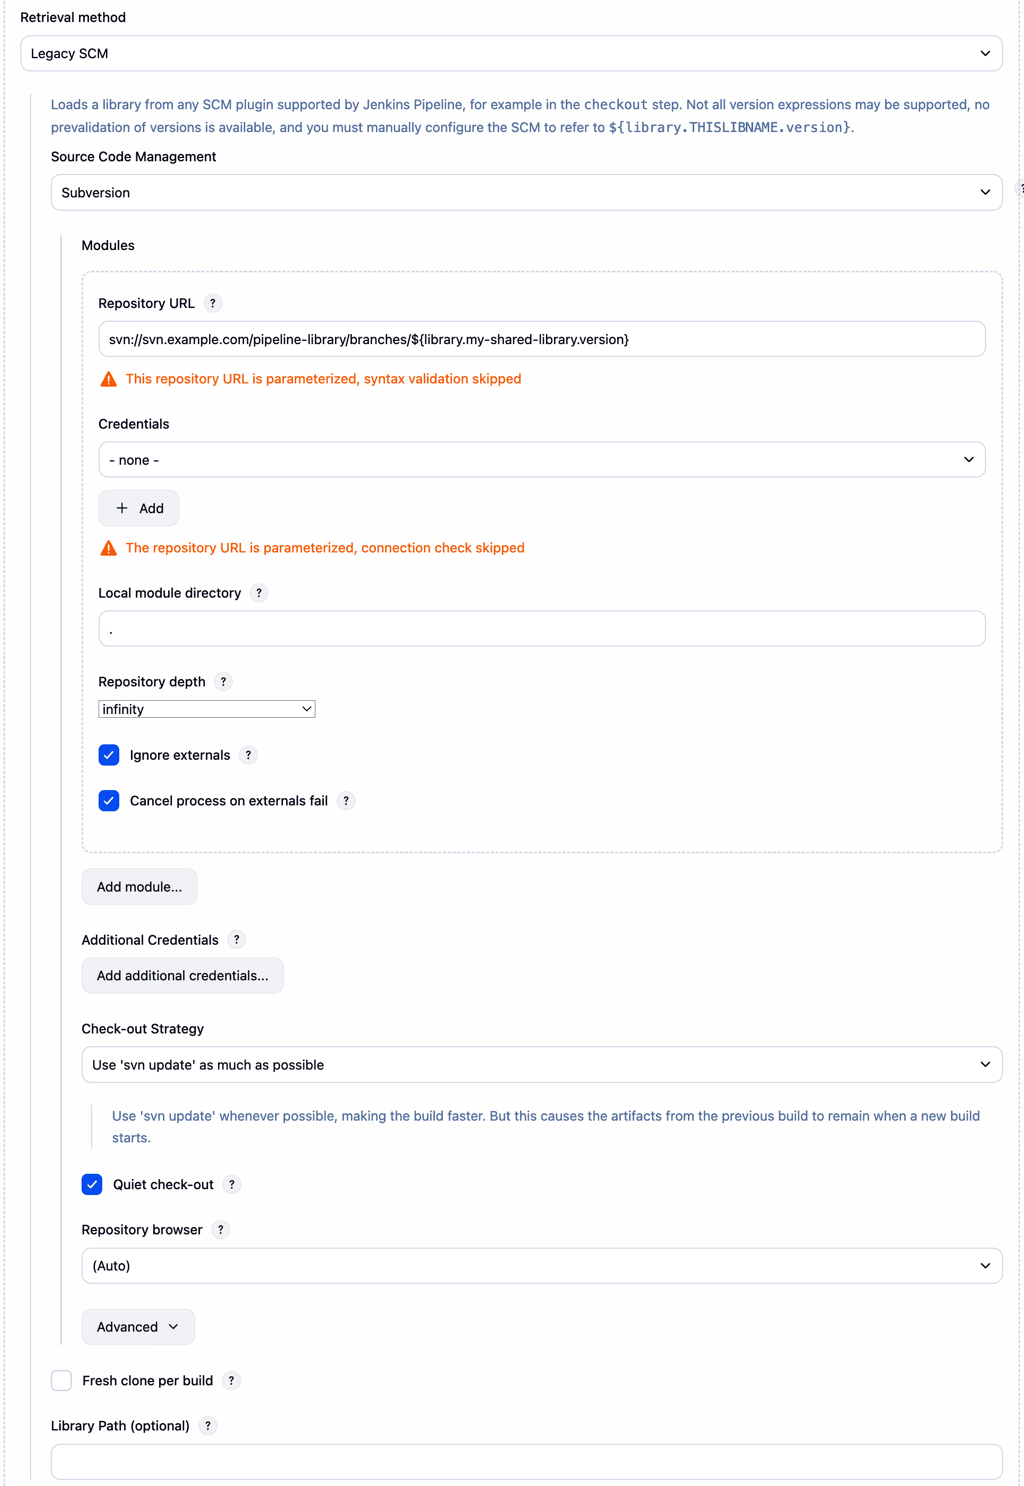 Retrieval method
Legacy SCM
Loads a library from any SCM plugin supported by Jenkins Pipeline, for example in the checkout step. Not all version expressions may be supported, no
prevalidation of versions is available, and you must manually configure the SCM to refer to ${library.THISLIBNAME.version}.
Source Code Management
Subversion
?
Modules
Repository URL ?
svn://svn.example.com/pipeline-library/branches/${library.my-shared-library.version}
This repository URL is parameterized, syntax validation skipped
Credentials
- none -
+ Add
The repository URL is parameterized, connection check skipped
Local module directory ?
.
Repository depth ?
infinity
Ignore externals ?
Cancel process on externals fail ?
Add module...
Additional Credentials ?
Add additional credentials...
Check-out Strategy
Use 'svn update' as much as possible
Use 'svn update' whenever possible, making the build faster. But this causes the artifacts from the previous build to remain when a new build
starts.
Quiet check-out ?
Repository browser ?
(Auto)
Advanced
Fresh clone per build ?
Library Path (optional) ?